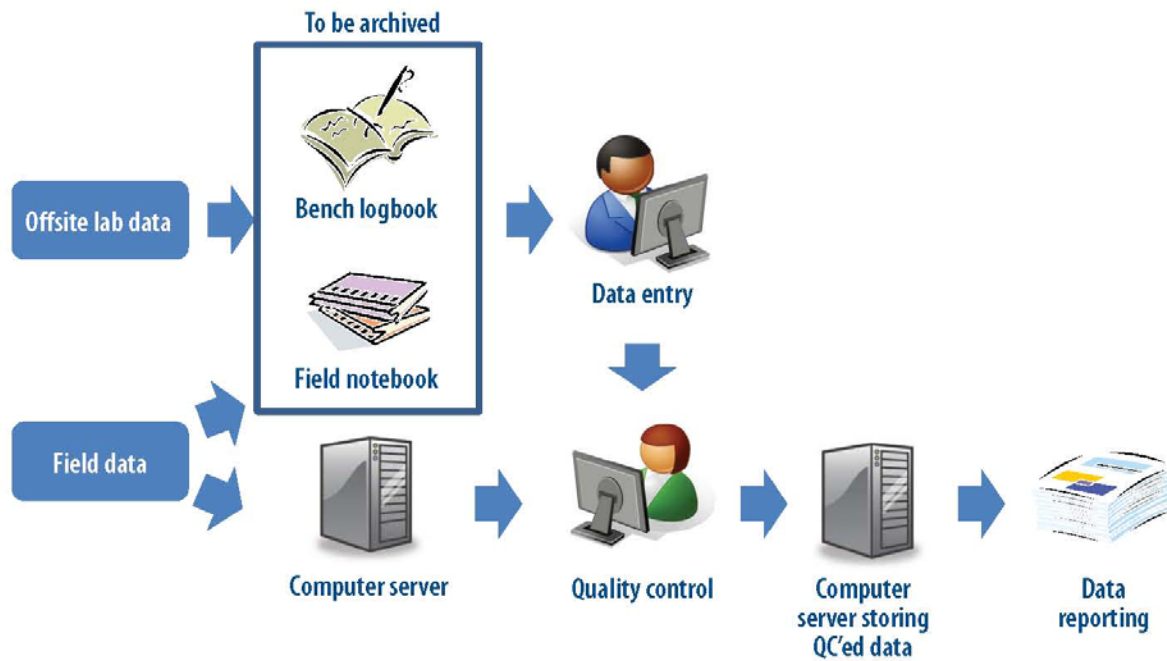 To be archived
Bench logbook
Offsite lab data
Data entry
Field notebook
Field data
Computer server
Quality control
Computer
server storing
QC'ed data
Data
reporting